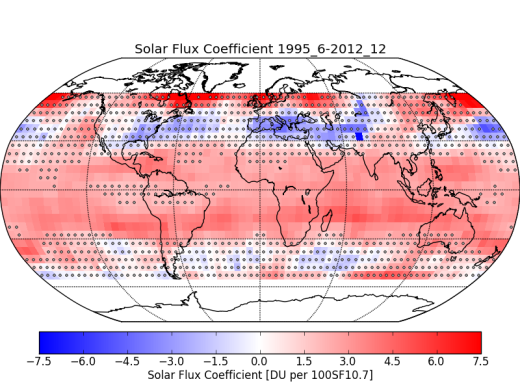 Solar Flux Coefficient 1995_6-2012_12
−7.5 −6.0 −4.5 −3.0 −1.5 0.0 1.5 3.0 4.5 6.0 7.5
Solar Flux Coefficient [DU per 100SF10.7]